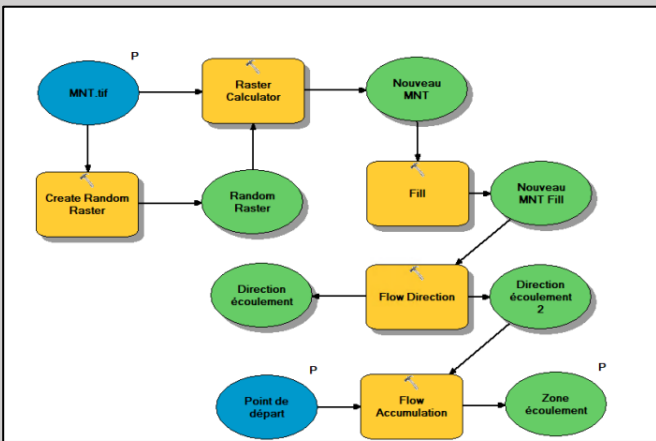 P
MNT.tif
Raster
Calculator
Nouveau
MNT
Create Random
Raster
Random
Raster
Fill
Nouveau
MNT Fill
Direction
écoulement
Flow Direction
Direction
écoulement
2
P
P
Point de
départ
Flow
Accumulation
Zone
écoulement